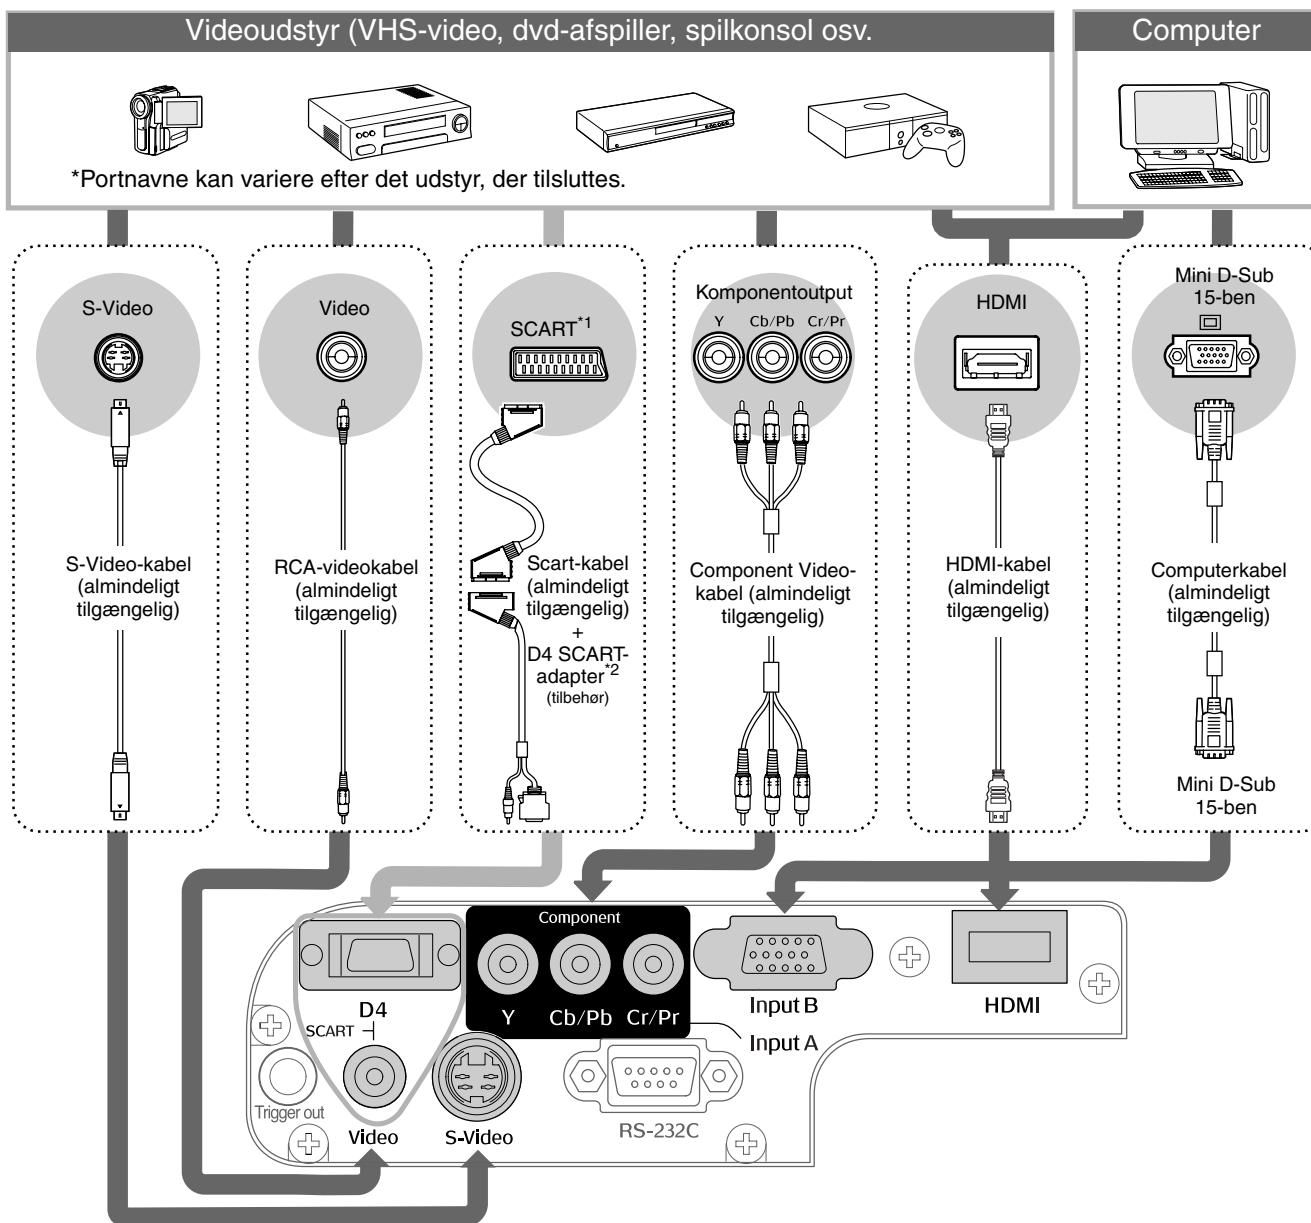 Videoudstyr (VHS-video, dvd-afspiller, spilkonsol osv.
Computer
*Portnavne kan variere efter det udstyr, der tilsluttes.
S-Video
Video
SCART*1
Komponentoutput
Y Cb/Pb Cr/Pr
HDMI
Mini D-Sub
15-ben
S-Video-kabel
(almindeligt
tilgængelig)
RCA-videokabel
(almindeligt
tilgængelig)
Scart-kabel
(almindeligt
tilgængelig)
+
D4 SCART-
adapter*2
(tilbehør)
Component Video-
kabel (almindeligt
tilgængelig)
HDMI-kabel
(almindeligt
tilgængelig)
Computerkabel
(almindeligt
tilgængelig)
Mini D-Sub
15-ben
Component
Y Cb/Pb Cr/Pr
Input B
HDMI
D4
SCART
Input A
Trigger out
Video
S-Video
RS-232C